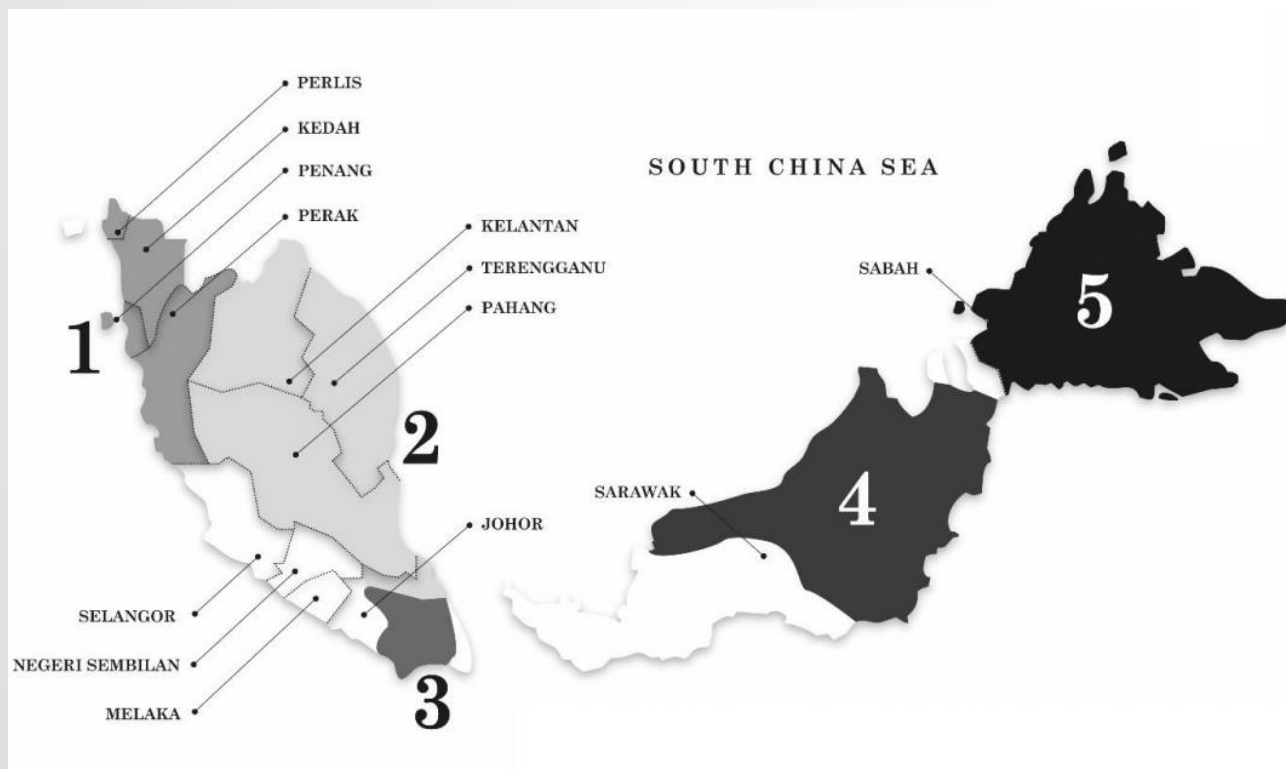 PERLIS
KEDAH
PENANG
PERAK
KELANTAN
TERENGGANU
PAHANG
SOUTH CHINA SEA
SABAH
5
1
2
4
SARAWAK
JOHOR
SELANGOR
NEGERI SEMBILAN
MELAKA
3